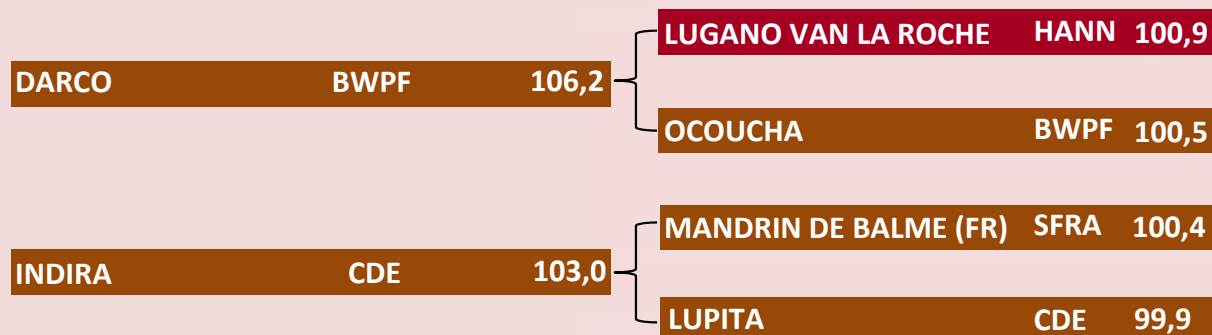 LUGANO VAN LA ROCHE HANN 100,9
DARCO BWPF 106,2
OCOUCHA BWPF 100,5
MANDRIN DE BALME (FR) SFRA 100,4
INDIRA CDE 103,0
LUPITA CDE 99,9